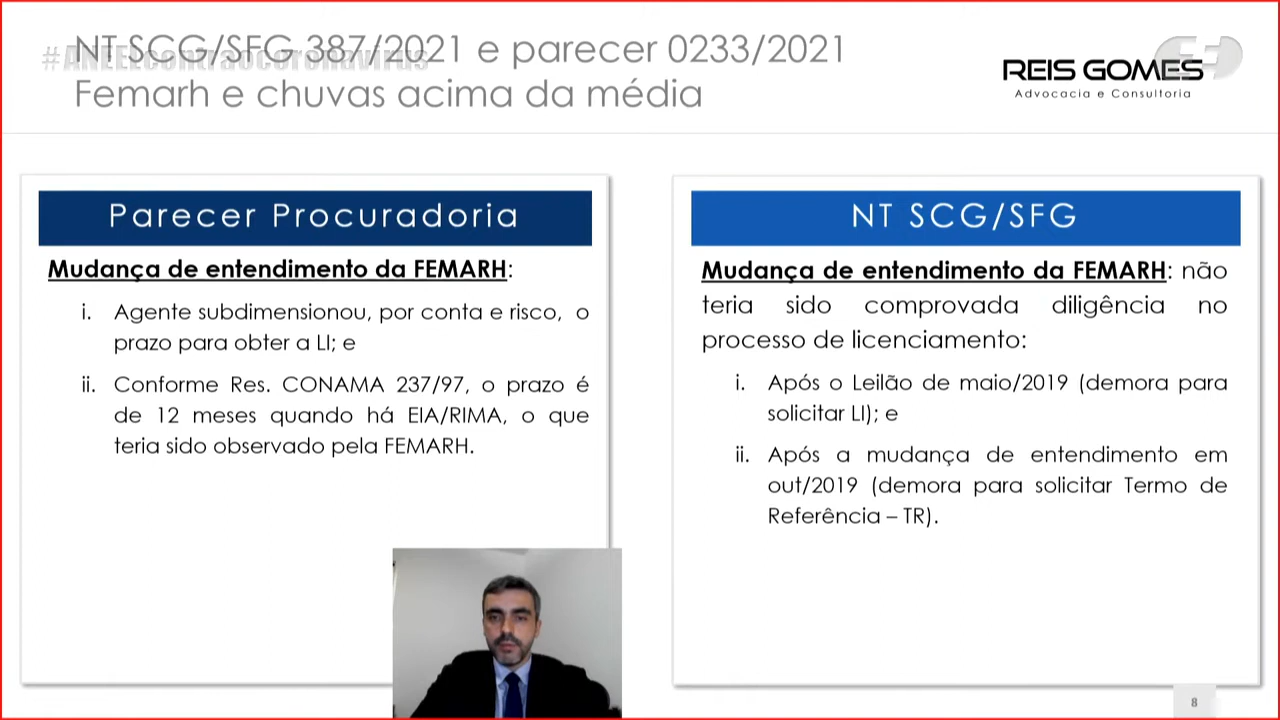 NT SCG/SFG 387/2021 e parecer 0233/2021
#ANEELcontraocoronavirus
Femarh e chuvas acima da média
REIS GOMES
Advocacia e Consultoria
Parecer Procuradoria
Mudança de entendimento da FEMARH:
i. Agente subdimensionou, por conta e risco, o
prazo para obter a LI; e
ii. Conforme Res. CONAMA 237/97, o prazo é
de 12 meses quando há EIA/RIMA, o que
teria sido observado pela FEMARH.
NT SCG/SFG
Mudança de entendimento da FEMARH: não
teria sido comprovada diligência no
processo de licenciamento:
i. Após o Leilão de maio/2019 (demora para
solicitar LI); e
ii. Após a mudança de entendimento em
out/2019 (demora para solicitar Termo de
Referência – TR).
8